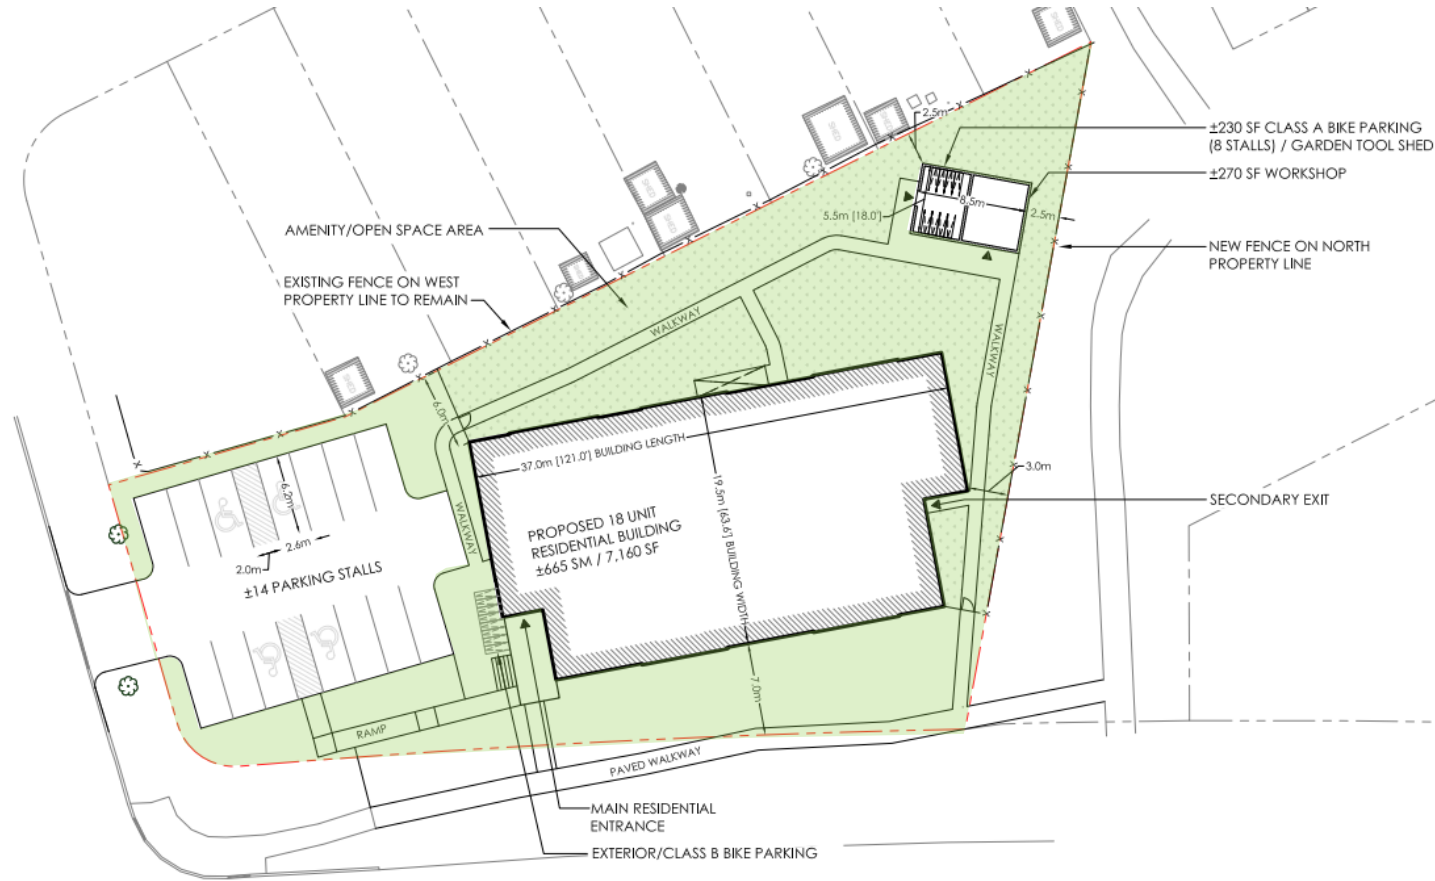 SHED
2.5m
±230 SF CLASS A BIKE PARKING
(8 STALLS) / GARDEN TOOL SHED
SHED
SHED
±270 SF WORKSHOP
SHED
8.5m
5.5m [18.0']
2.5m
SHED
AMENITY/OPEN SPACE AREA
NEW FENCE ON NORTH
PROPERTY LINE
EXISTING FENCE ON WEST
PROPERTY LINE TO REMAIN
WALKWAY
WALKWAY
SHED
6.0m
37.0m [121.0'] BUILDING LENGTH
3.0m
6.2m
19.5m [63.6'] BUILDING WIDTH
SECONDARY EXIT
WALKWAY
PROPOSED 18 UNIT
RESIDENTIAL BUILDING
±665 SM / 7,160 SF
2.6m
2.0m
±14 PARKING STALLS
7.0m
RAMP
PAVED WALKWAY
MAIN RESIDENTIAL
ENTRANCE
EXTERIOR/CLASS B BIKE PARKING